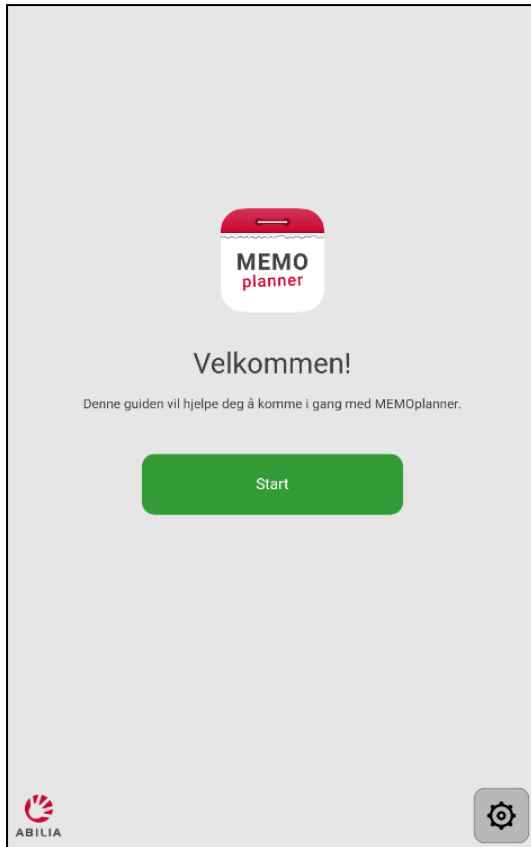 MEMO
planner
Velkommen!
Denne guiden vil hjelpe deg å komme i gang med MEMOplanner.
Start
ABILIA